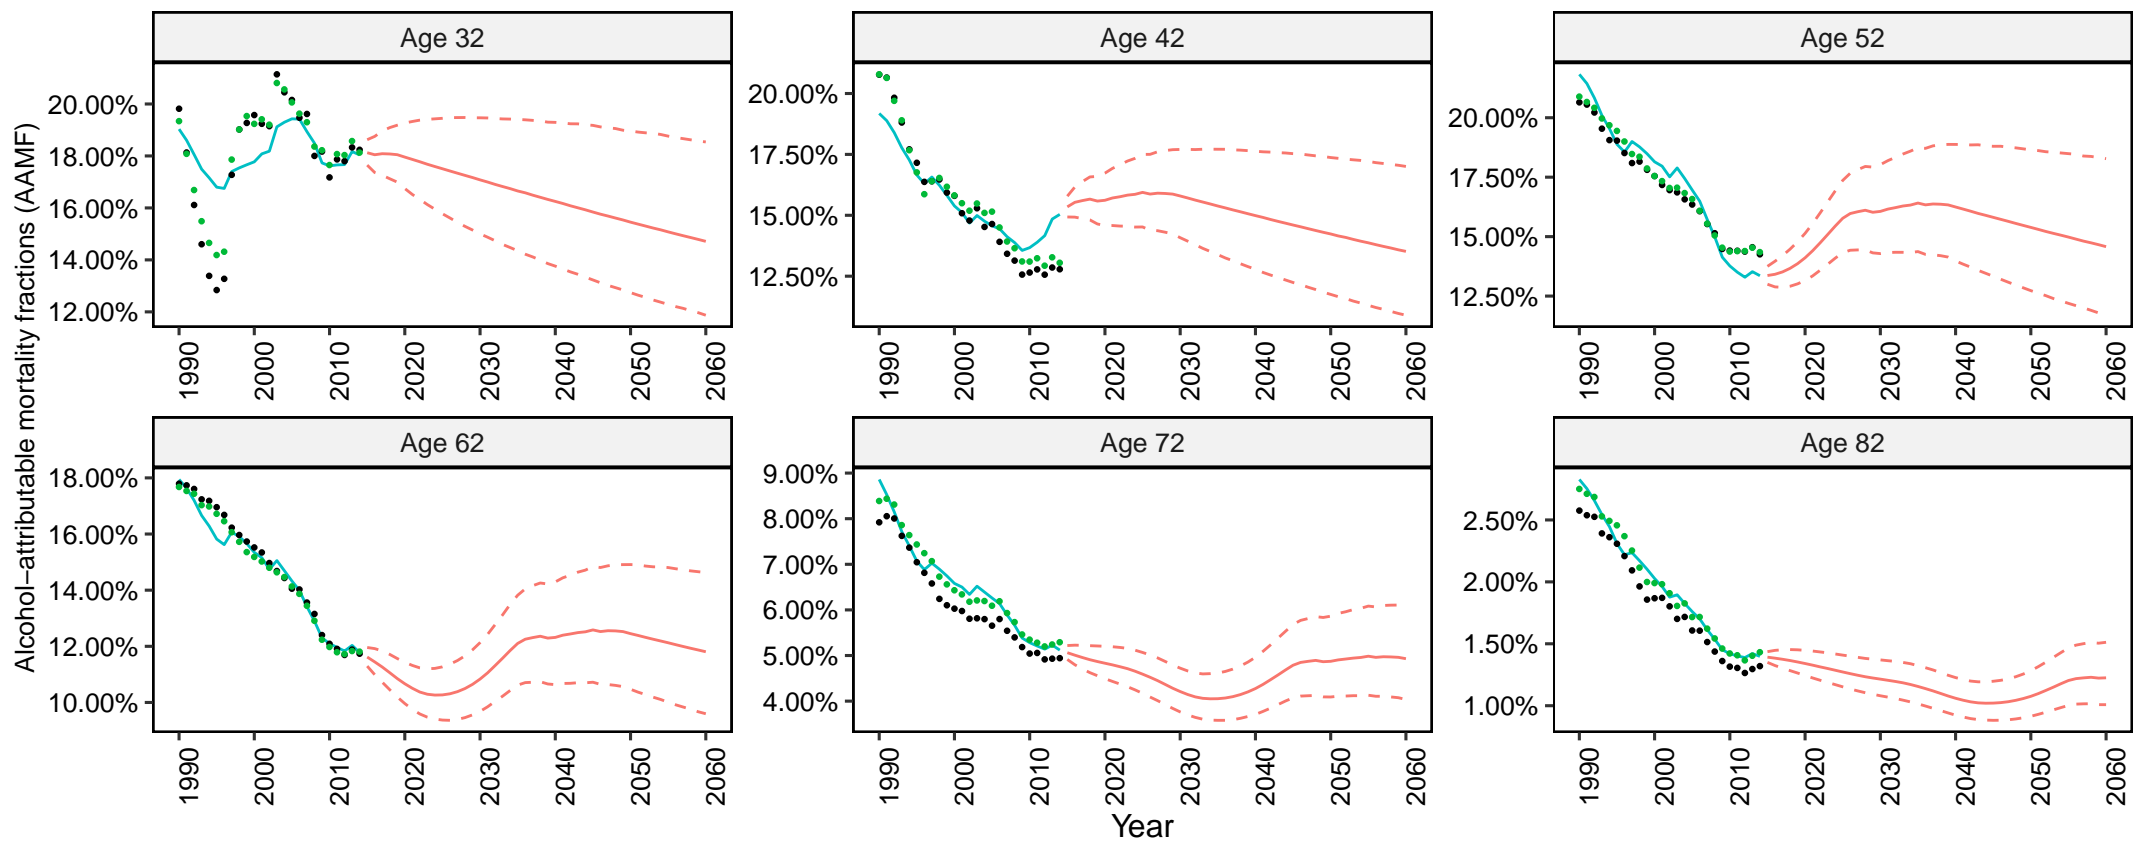 Age 32
Age 42
Age 52
20.00%
18.00%
16.00%
14.00%
12.00%
20.00%
17.50%
15.00%
12.50%
20.00%
17.50%
15.00%
12.50%
1990 2000 2010 2020 2030 2040 2050 2060
1990 2000 2010 2020 2030 2040 2050 2060
1990 2000 2010 2020 2030 2040 2050 2060
Alcohol−attributable mortality fractions (AAMF)
Age 62
Age 72
Age 82
18.00%
16.00%
14.00%
12.00%
10.00%
9.00%
8.00%
7.00%
6.00%
5.00%
4.00%
2.50%
2.00%
1.50%
1.00%
1990 2000 2010 2020 2030 2040 2050 2060
1990 2000 2010 2020 2030 2040 2050 2060
1990 2000 2010 2020 2030 2040 2050 2060
Year